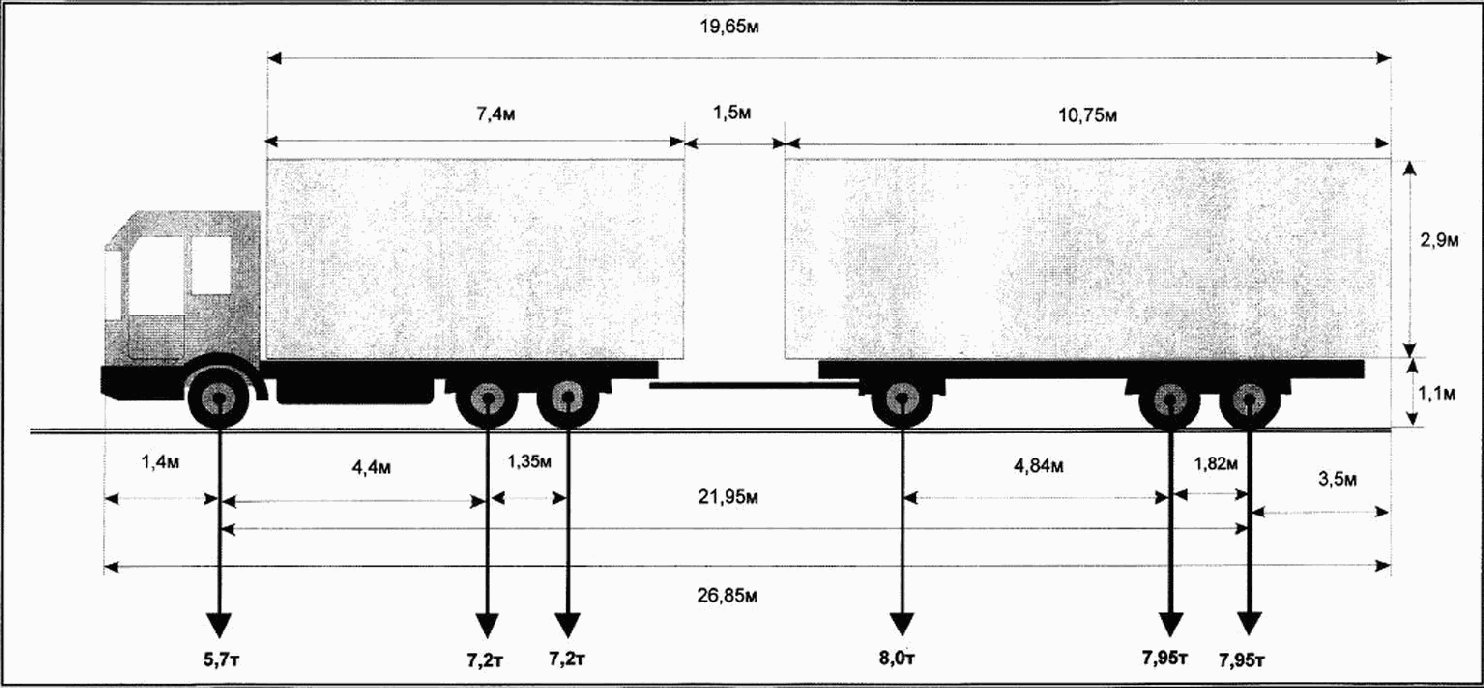 19,65м
7,4м
1,5м
10,75м
2,9м
1,1м
1,4м
4,4м
1,35м
21,95м
4,84м
1,82м
3,5м
26,85м
5,7т
7,2т
7,2т
8,0т
7,95т
7,95т